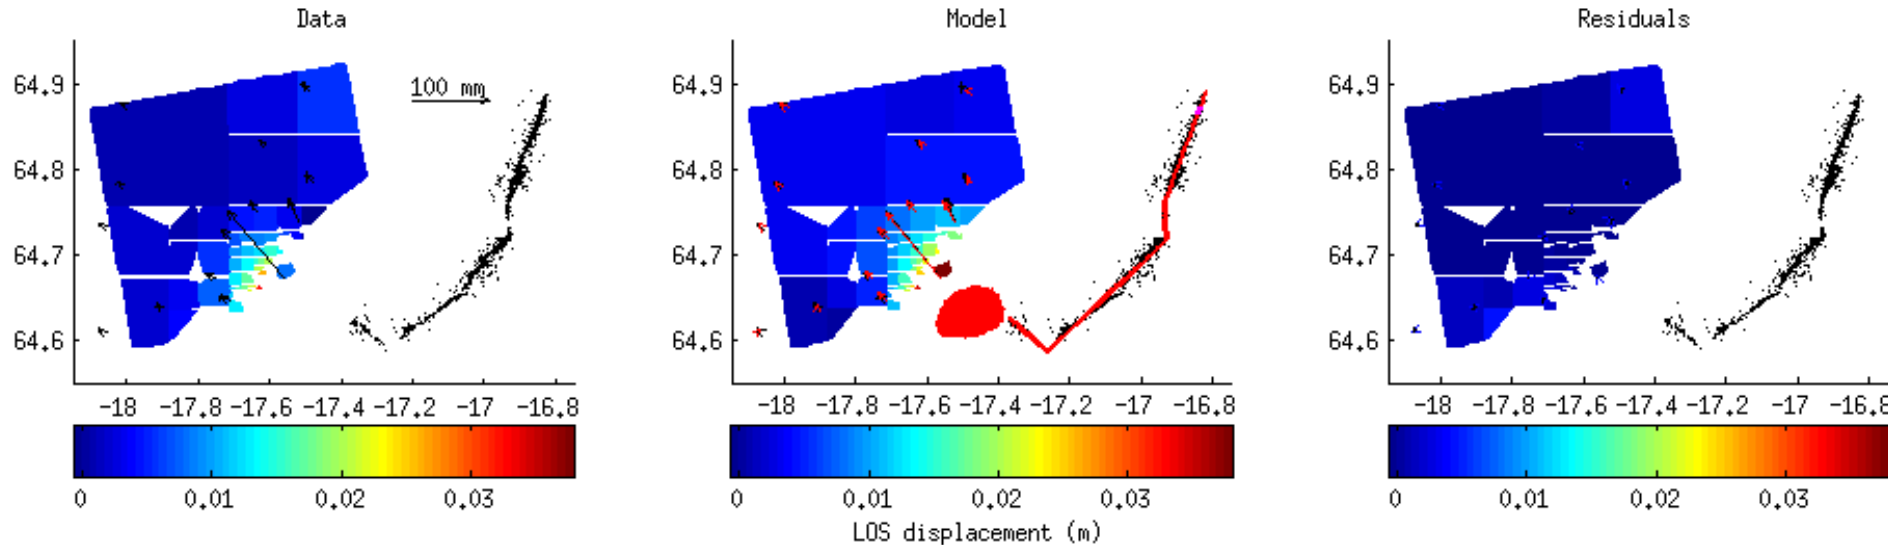 Data Model Residuals
100 mm
64.9 64.9 64.9
64.8 64.8 64.8
64.7 64.7 64.7
64.6 64.6 64.6
-18 -17.8 -17.6 -17.4 -17.2 -17 -16.8 -18 -17.8 -17.6 -17.4 -17.2 -17 -16.8 -18 -17.8 -17.6 -17.4 -17.2 -17 -16.8
0 0.01 0.02 0.03 0 0.01 0.02 0.03 0 0.01 0.02 0.03
LOS displacement (m)